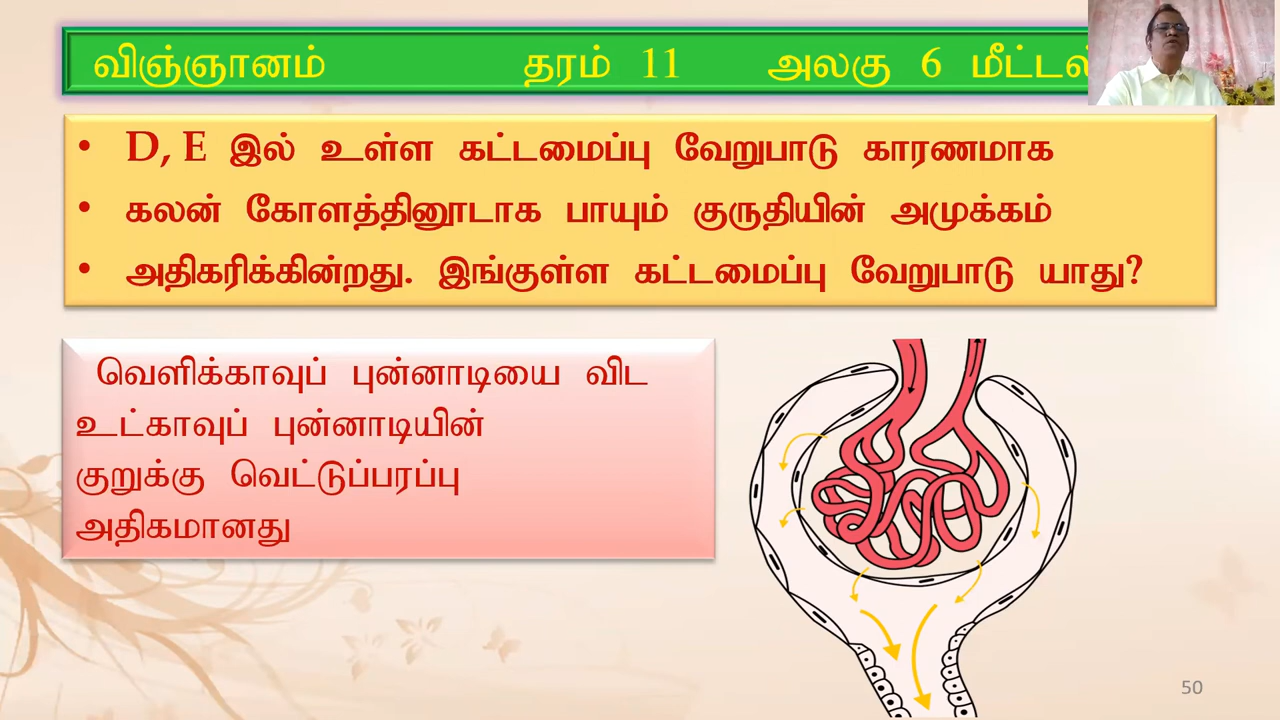 விஞ்ஞானம் தரம் 11 அலகு 6 மீட்டல்
• D, E இல் உள்ள கட்டமைப்பு வேறுபாடு காரணமாக
• கலன் கோளத்தினூடாக பாயும் குருதியின் அமுக்கம்
• அதிகரிக்கின்றது. இங்குள்ள கட்டமைப்பு வேறுபாடு யாது?
வெளிக்காவுப் புன்னாடியை விட
உட்காவுப் புன்னாடியின்
குறுக்கு வெட்டுப்பரப்பு
அதிகமானது
50